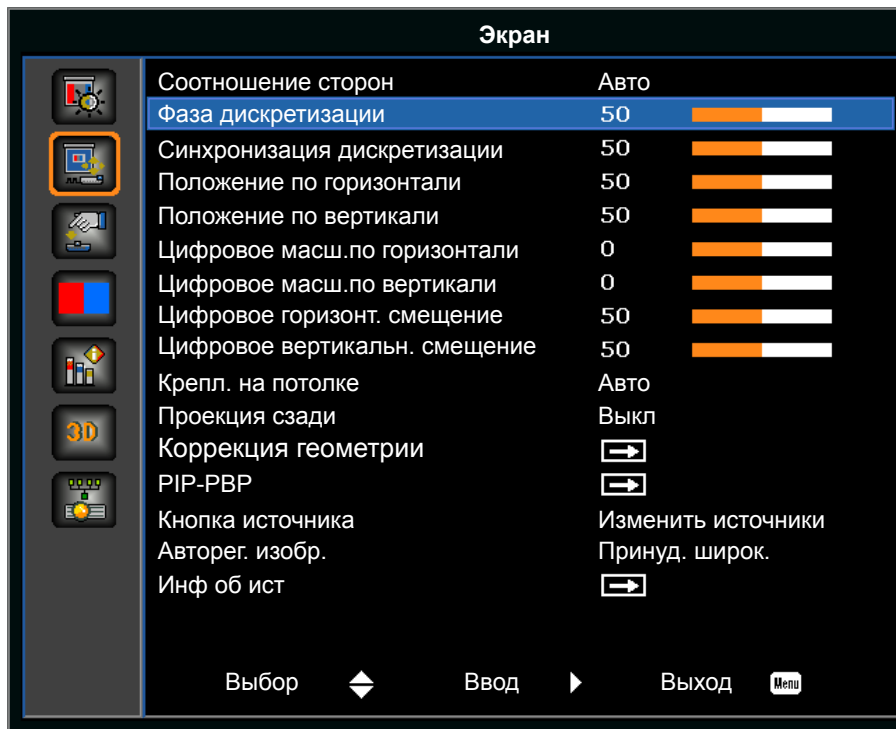 Экран
Соотношение сторон Авто
Фаза дискретизации 50
Синхронизация дискретизации 50
Положение по горизонтали 50
Положение по вертикали 50
Цифровое масш.по горизонтали 0
Цифровое масш.по вертикали 0
Цифровое горизонт. смещение 50
Цифровое вертикальн. смещение 50
Крепл. на потолке Авто
Проекция сзади Выкл
3D
Коррекция геометрии
PIP-PBP
Кнопка источника Изменить источники
Авторег. изобр. Принуд. широк.
Инф об ист
Выбор Ввод Выход Menu